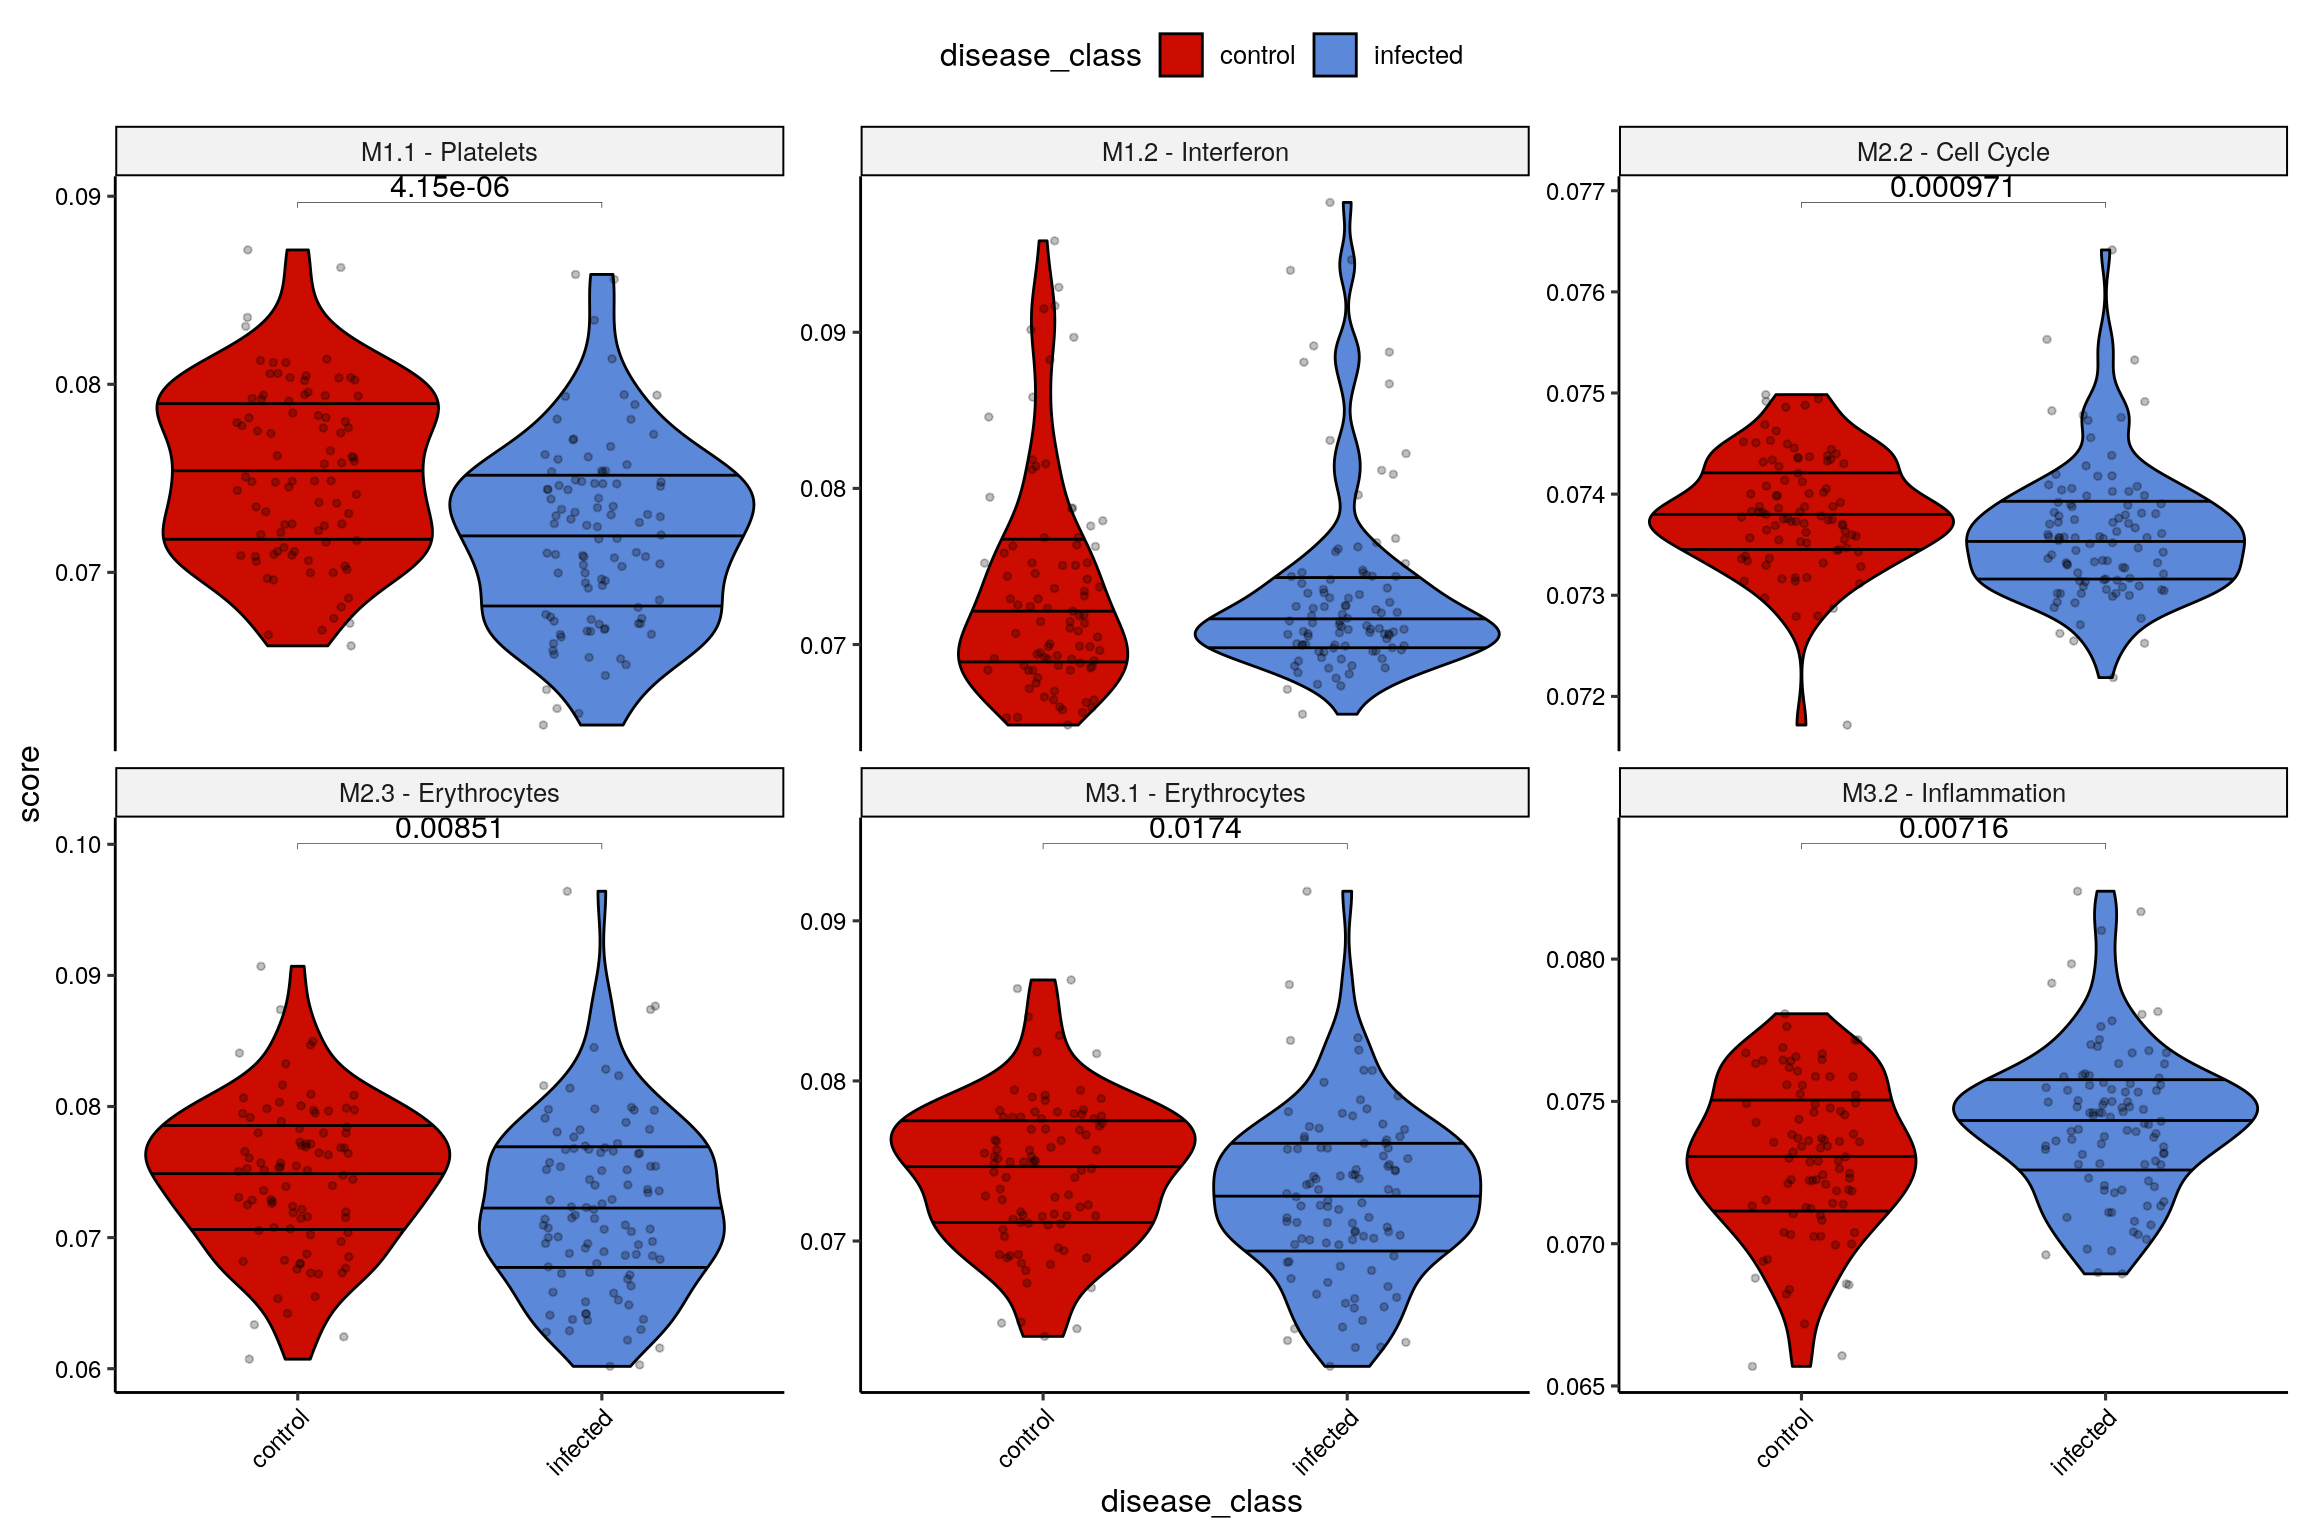 disease_class control infected
M1.1 - Platelets
M1.2 - Interferon
M2.2 - Cell Cycle
4.15e-06
0.000971
0.09
0.08
0.07
0.09
0.08
0.07
0.077
0.076
0.075
0.074
0.073
0.072
score
M2.3 - Erythrocytes
M3.1 - Erythrocytes
M3.2 - Inflammation
0.00851
0.0174
0.00716
0.10
0.09
0.08
0.07
0.06
0.09
0.08
0.07
0.080
0.075
0.070
0.065
control
infected
control
infected
control
infected
disease_class